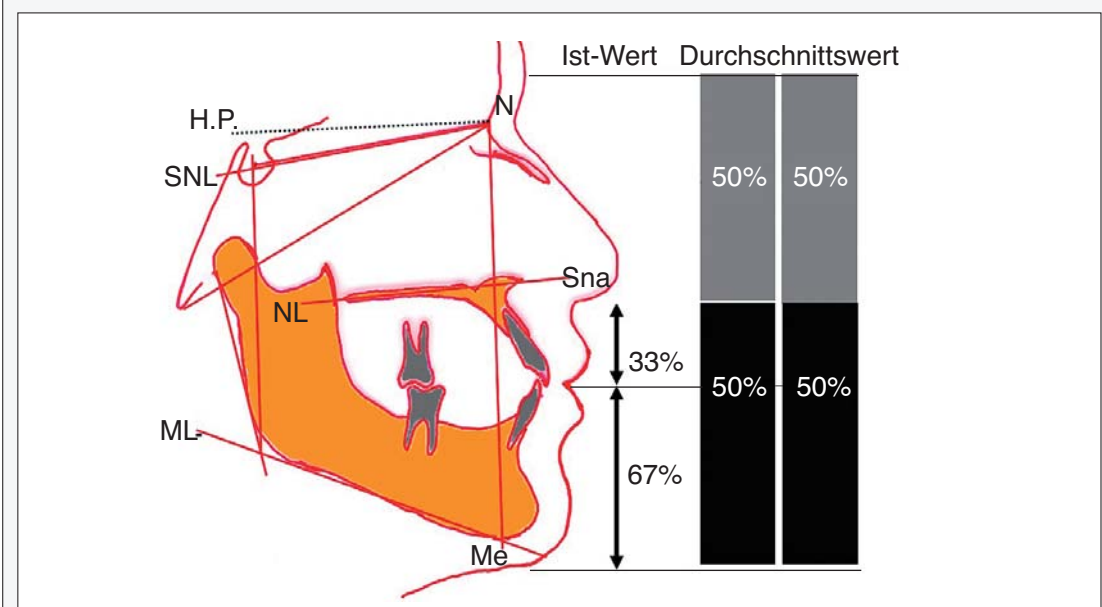 Ist-Wert Durchschnittswert
N
H.P.
SNL
50% 50%
Sna
NL
33%
50% 50%
ML
67%
Me